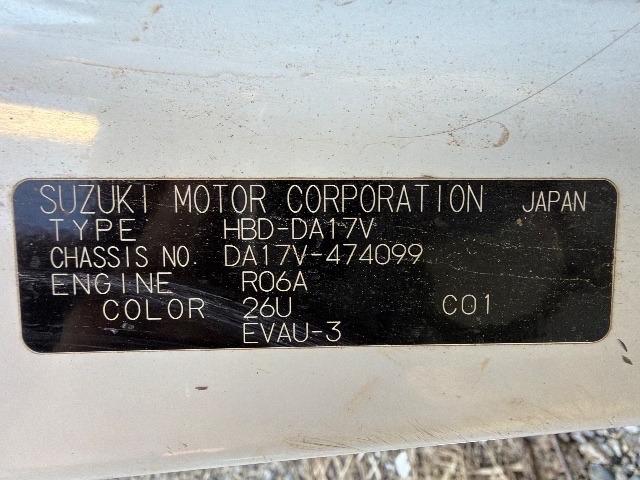 SUZUKI MOTOR CORPORATION JAPAN
TYPE HBD-DA17V
CHASSIS NO. DA17V-474099
ENGINE R06A
COLOR 26U C01
EVAU-3